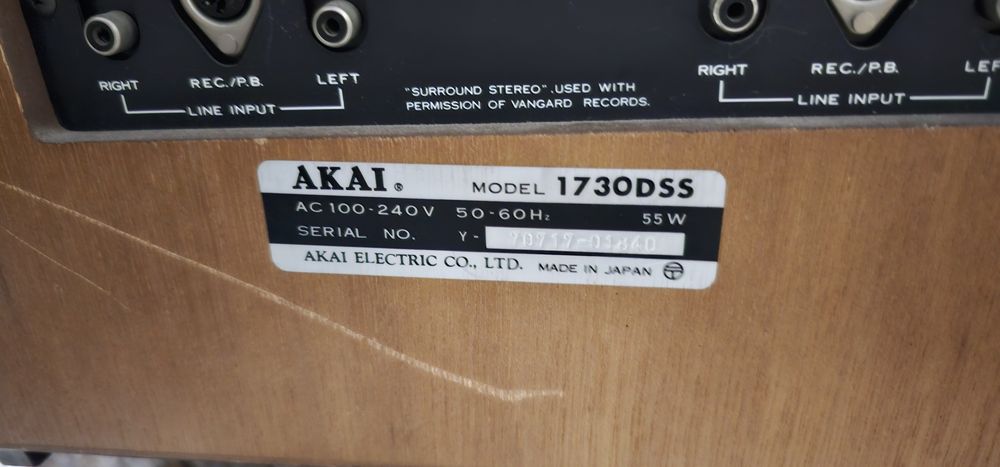 RIGHT REC./P.B. LEFT
LINE INPUT
"SURROUND STEREO".USED WITH
PERMISSION OF VANGARD RECORDS.
RIGHT REC./P.B. LEF
LINE INPUT
AKAI® MODEL 1730DSS
AC 100-240V 50-60Hz 55W
SERIAL NO. Y-
AKAI ELECTRIC CO., LTD. MADE IN JAPAN